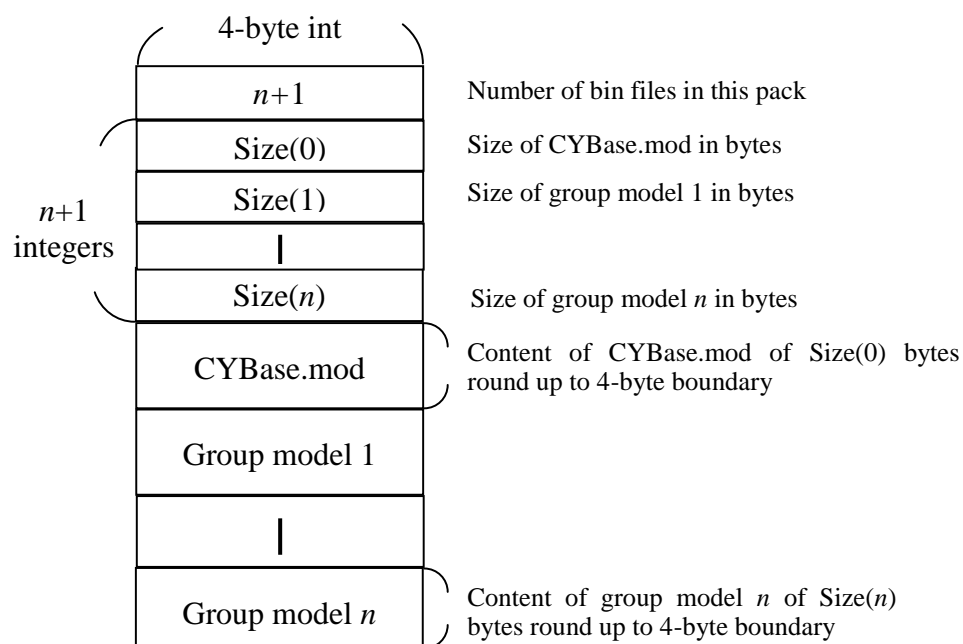 4-byte int
n+1
Number of bin files in this pack
Size(0)
Size of CYBase.mod in bytes
Size(1)
Size of group model 1 in bytes
n+1
integers
Size(n)
Size of group model n in bytes
CYBase.mod
Content of CYBase.mod of Size(0) bytes
round up to 4-byte boundary
Group model 1
Group model n
Content of group model n of Size(n)
bytes round up to 4-byte boundary